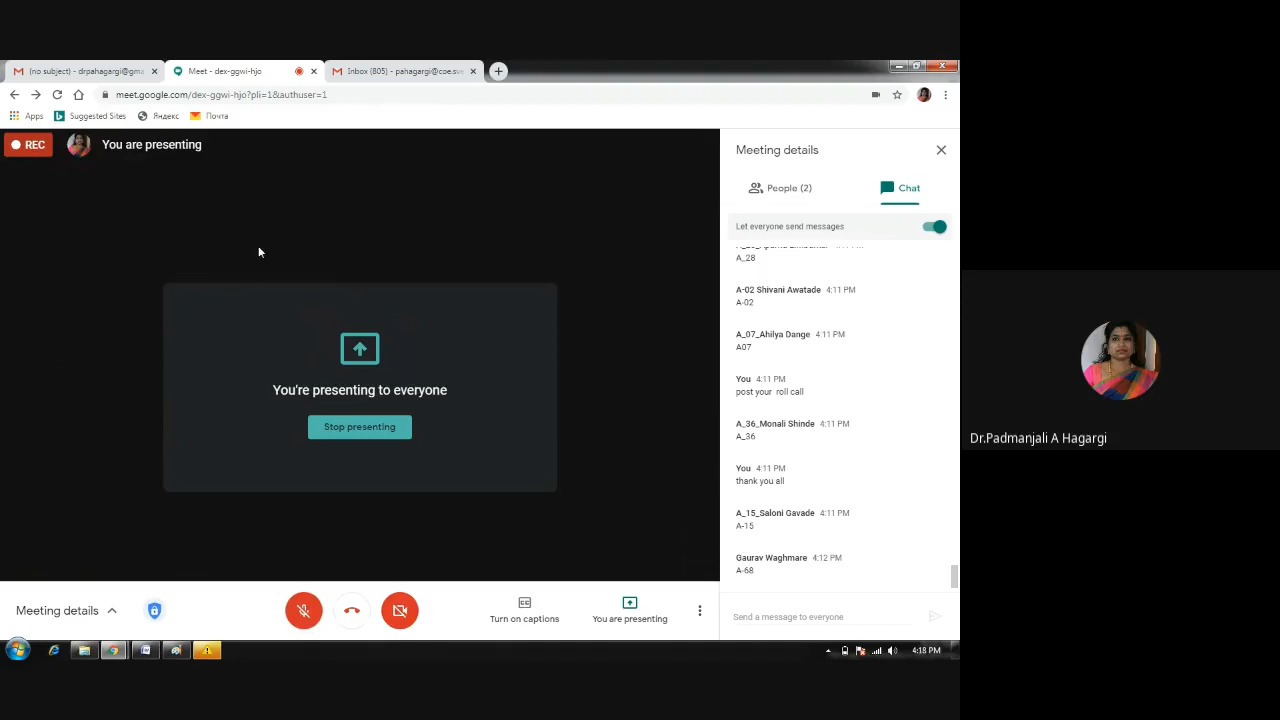 (no subject) - drpahagargi@gma
Meet - dex-ggwi-hjo
Inbox (805) - pahagargi@coe.sve
meet.google.com/dex-ggwi-hjo?pli=1&authuser=1
Apps
Suggested Sites
Яндекс
Почта
REC
You are presenting
Meeting details
People (2)
Chat
Let everyone send messages
A_28
A-02 Shivani Awatade 4:11 PM
A-02
A_07_Ahilya Dange 4:11 PM
A07
You 4:11 PM
post your roll call
A_36_Monali Shinde 4:11 PM
A_36
You 4:11 PM
thank you all
A_15_Saloni Gavade 4:11 PM
A-15
Gaurav Waghmare 4:12 PM
A-68
Send a message to everyone
You're presenting to everyone
Stop presenting
Meeting details
Turn on captions
You are presenting
4:18 PM
Dr.Padmanjali A Hagargi